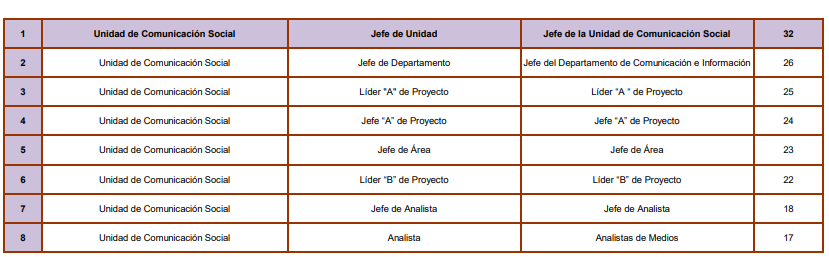 1 Unidad de Comunicación Social Jefe de Unidad Jefe de la Unidad de Comunicación Social 32
2 Unidad de Comunicación Social Jefe de Departamento Jefe del Departamento de Comunicación e Información 26
3 Unidad de Comunicación Social Líder "A" de Proyecto Líder “A “ de Proyecto 25
4 Unidad de Comunicación Social Jefe “A” de Proyecto Jefe “A” de Proyecto 24
5 Unidad de Comunicación Social Jefe de Área Jefe de Área 23
6 Unidad de Comunicación Social Líder “B” de Proyecto Líder “B” de Proyecto 22
7 Unidad de Comunicación Social Jefe de Analista Jefe de Analista 18
8 Unidad de Comunicación Social Analista Analistas de Medios 17